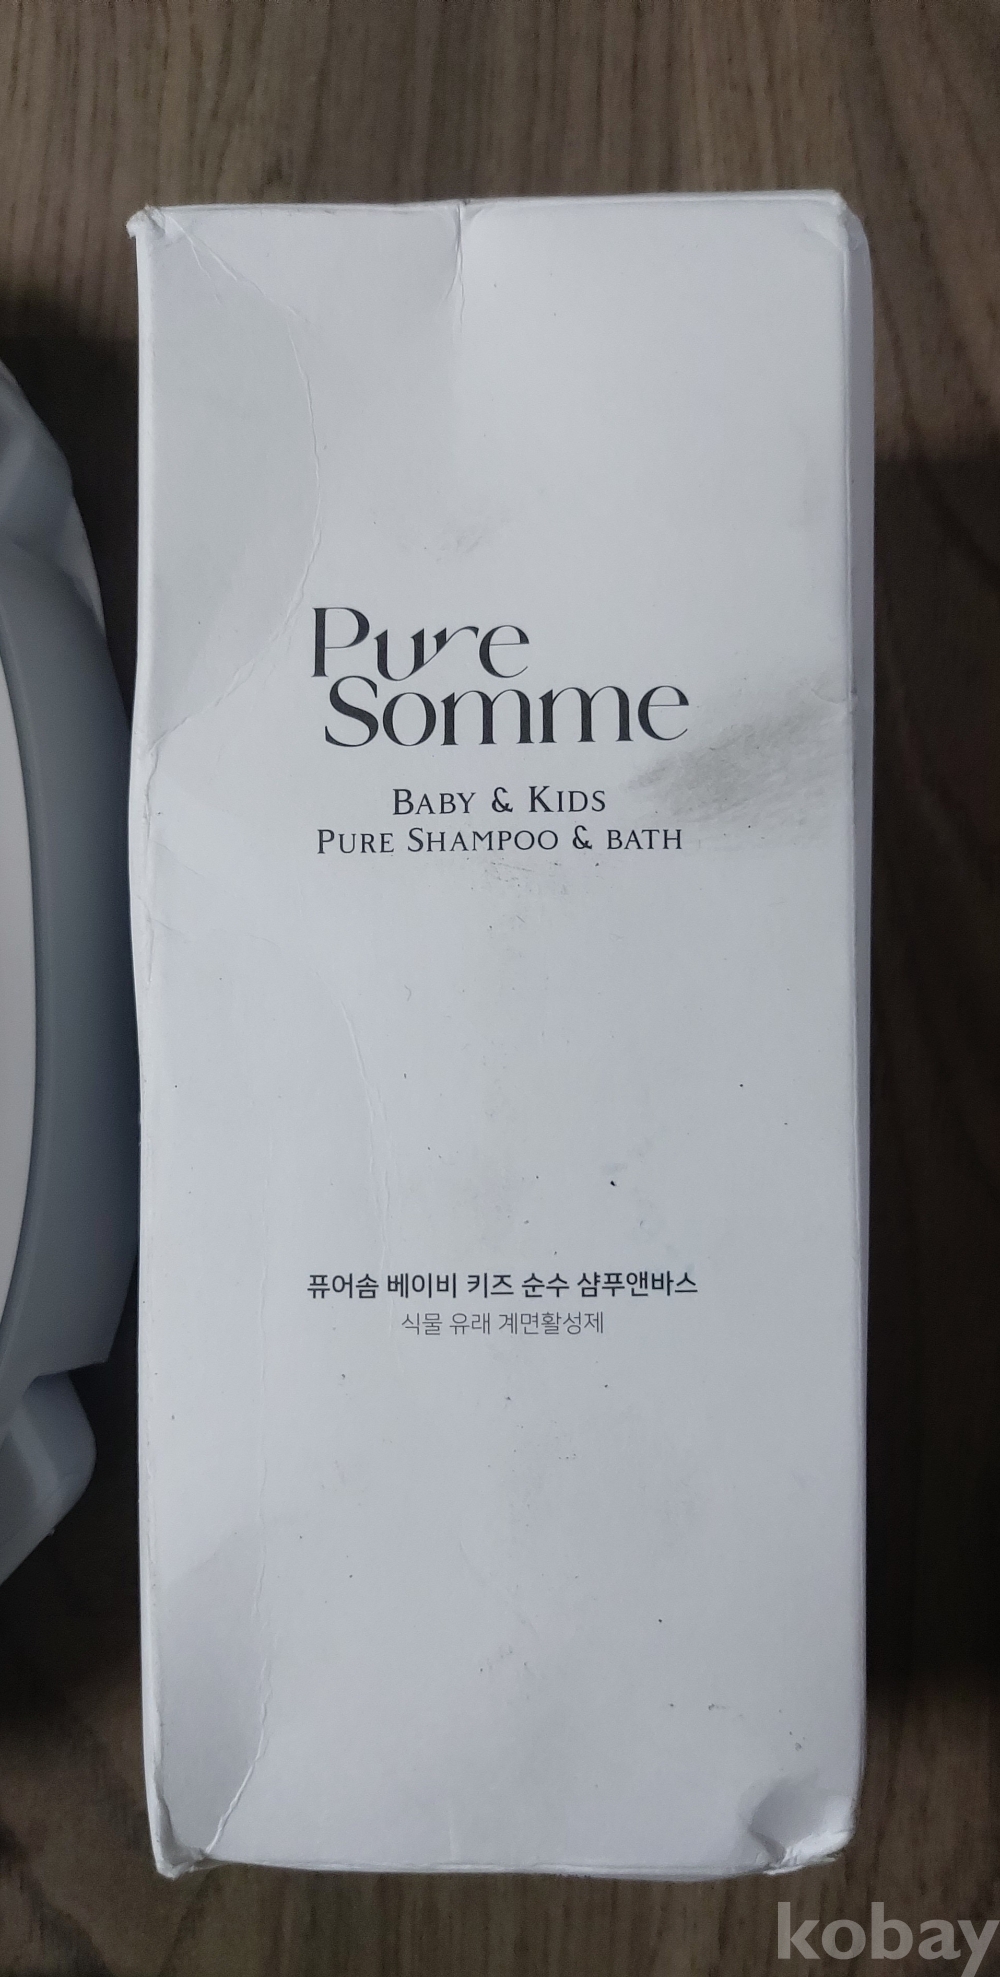 Pure
Somme
BABY & KIDS
PURE SHAMPOO & BATH
퓨어솜 베이비 키즈 순수 샴푸앤바스
식물 유래 계면활성제
kobay